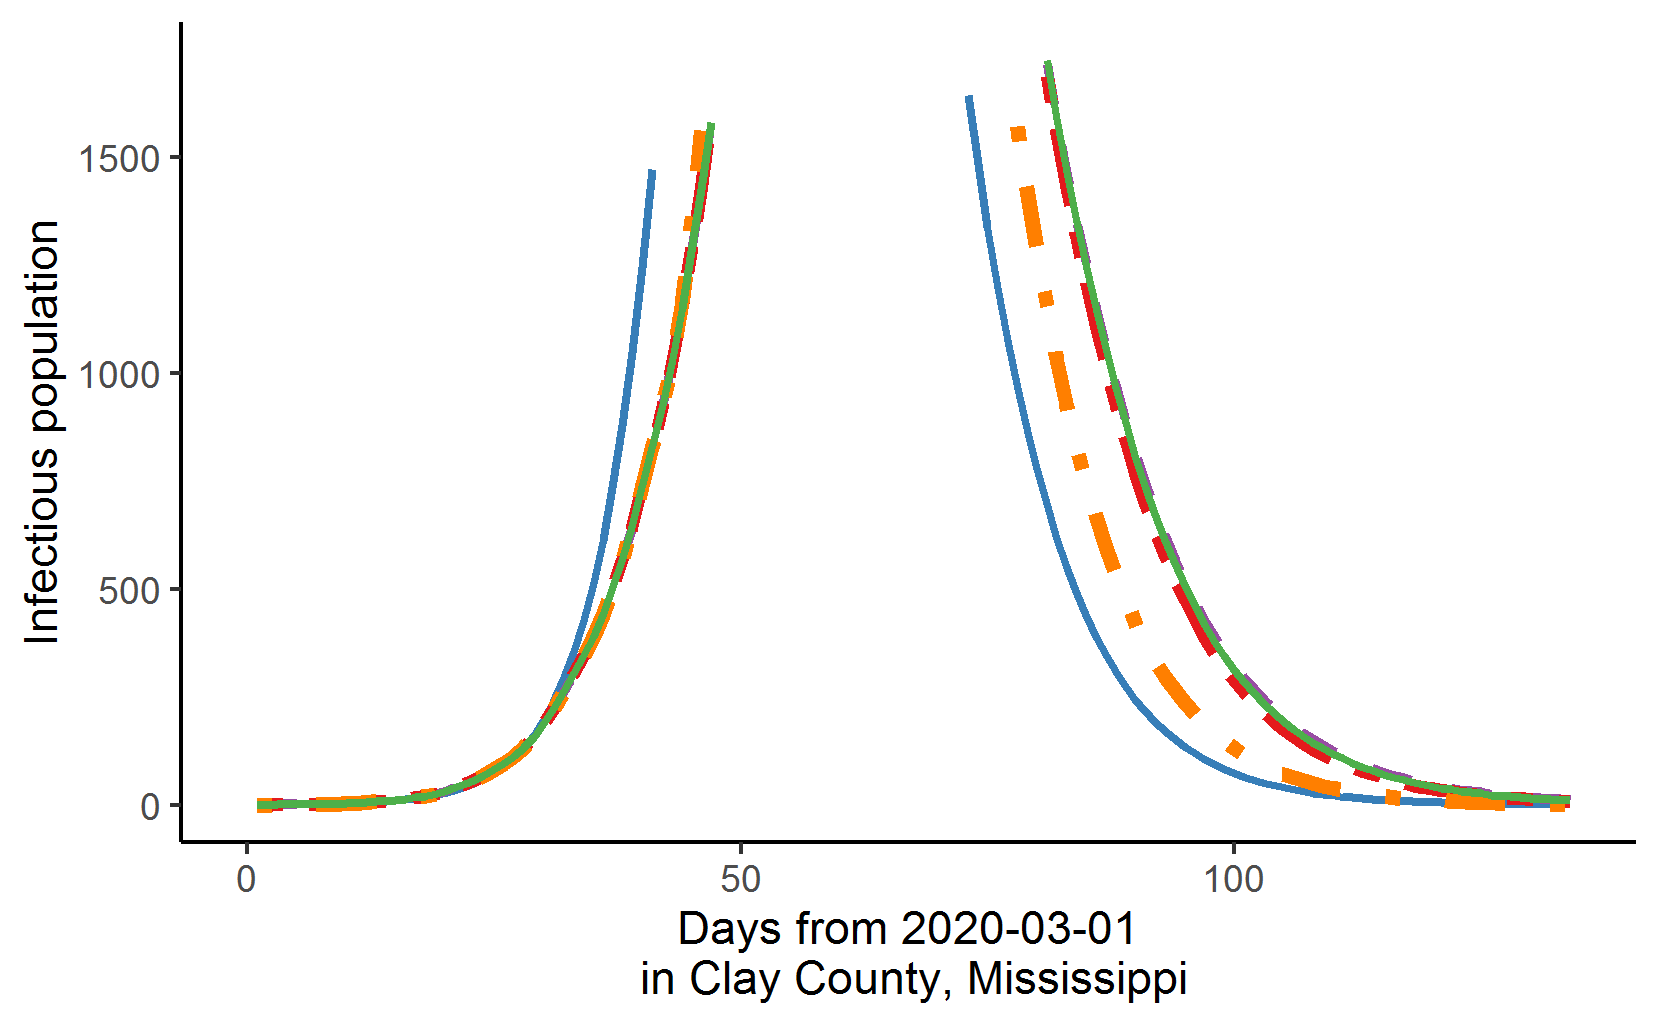 1500
1000
500
0
Infectious population
0 50 100
Days from 2020-03-01
in Clay County, Mississippi